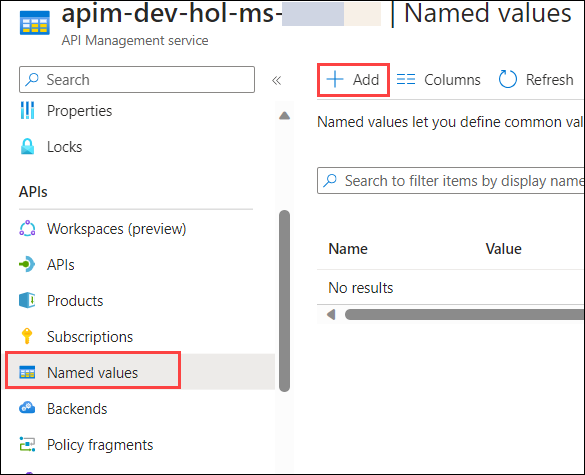 apim-dev-hol-ms- | Named values
API Management service
Search
«
Add
Columns
Refresh
Properties
Locks
Named values let you define common val
APIs
Search to filter items by display name
Workspaces (preview)
APIs
Products
Subscriptions
Named values
Backends
Policy fragments
Name Value
No results